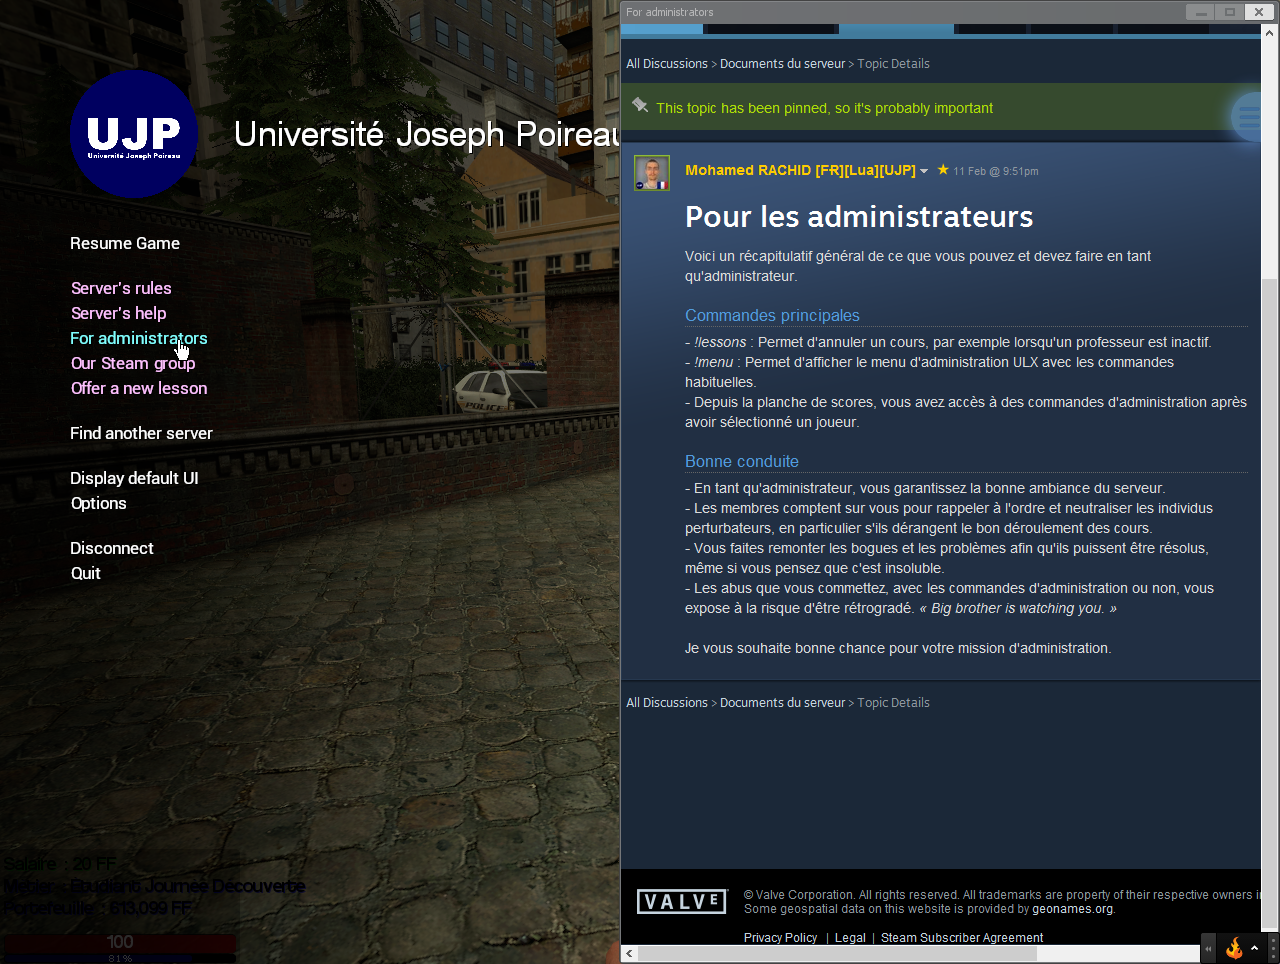 UJP
Université Joseph Poireau
Université Joseph Poireau
Resume Game
Server's rules
Server's help
For administrators
Our Steam group
Offer a new lesson
Find another server
Display default UI
Options
Disconnect
Quit
POLICE
Salaire : 20 FF
Métier : Étudiant Journée Découverte
Portefeuille : 613,099 FF
100
81%
For administrators
All Discussions > Documents du serveur > Topic Details
This topic has been pinned, so it's probably important
Mohamed RACHID [FR][Lua][UJP] 11 Feb @ 9:51pm
Pour les administrateurs
Voici un récapitulatif général de ce que vous pouvez et devez faire en tant
qu'administrateur.
Commandes principales
- !lessons : Permet d'annuler un cours, par exemple lorsqu'un professeur est inactif.
- !menu : Permet d'afficher le menu d'administration ULX avec les commandes
habituelles.
- Depuis la planche de scores, vous avez accès à des commandes d'administration après
avoir sélectionné un joueur.
Bonne conduite
- En tant qu'administrateur, vous garantissez la bonne ambiance du serveur.
- Les membres comptent sur vous pour rappeler à l'ordre et neutraliser les individus
perturbateurs, en particulier s'ils dérangent le bon déroulement des cours.
- Vous faites remonter les bogues et les problèmes afin qu'ils puissent être résolus,
même si vous pensez que c'est insoluble.
- Les abus que vous commettez, avec les commandes d'administration ou non, vous
expose à la risque d'être rétrogradé. « Big brother is watching you. »
Je vous souhaite bonne chance pour votre mission d'administration.
All Discussions > Documents du serveur > Topic Details
VALVE
© Valve Corporation. All rights reserved. All trademarks are property of their respective owners in
Some geospatial data on this website is provided by geonames.org.
Privacy Policy | Legal | Steam Subscriber Agreement